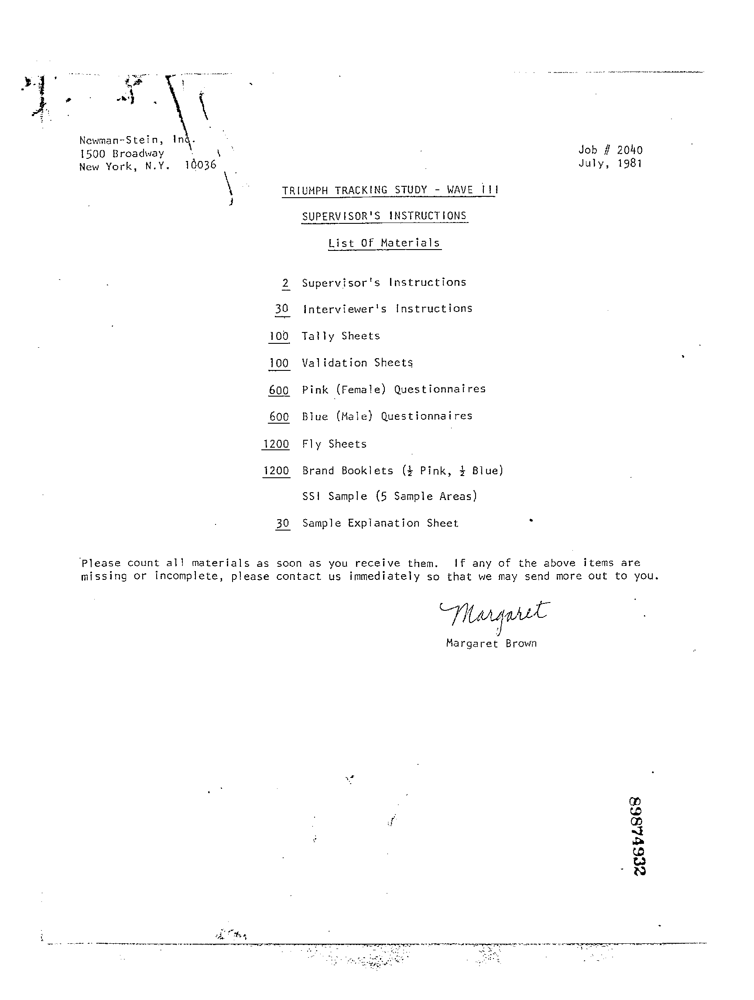 Newman-Stein, Inc.
1500 Broadway
New York, N.Y. 10036
Job # 2040
July, 1981
TRIUMPH TRACKING STUDY - WAVE III
SUPERVISOR'S INSTRUCTIONS
List Of Materials
2 Supervisor's Instructions
30 Interviewer's Instructions
100 Tally Sheets
100 Validation Sheets
600 Pink (Female) Questionnaires
600 Blue (Male) Questionnaires
1200 Fly Sheets
1200 Brand Booklets (½ Pink, ½ Blue)
SSI Sample (5 Sample Areas)
30 Sample Explanation Sheet
Please count all materials as soon as you receive them. If any of the above items are
missing or incomplete, please contact us immediately so that we may send more out to you.
Margaret
Margaret Brown
89874932